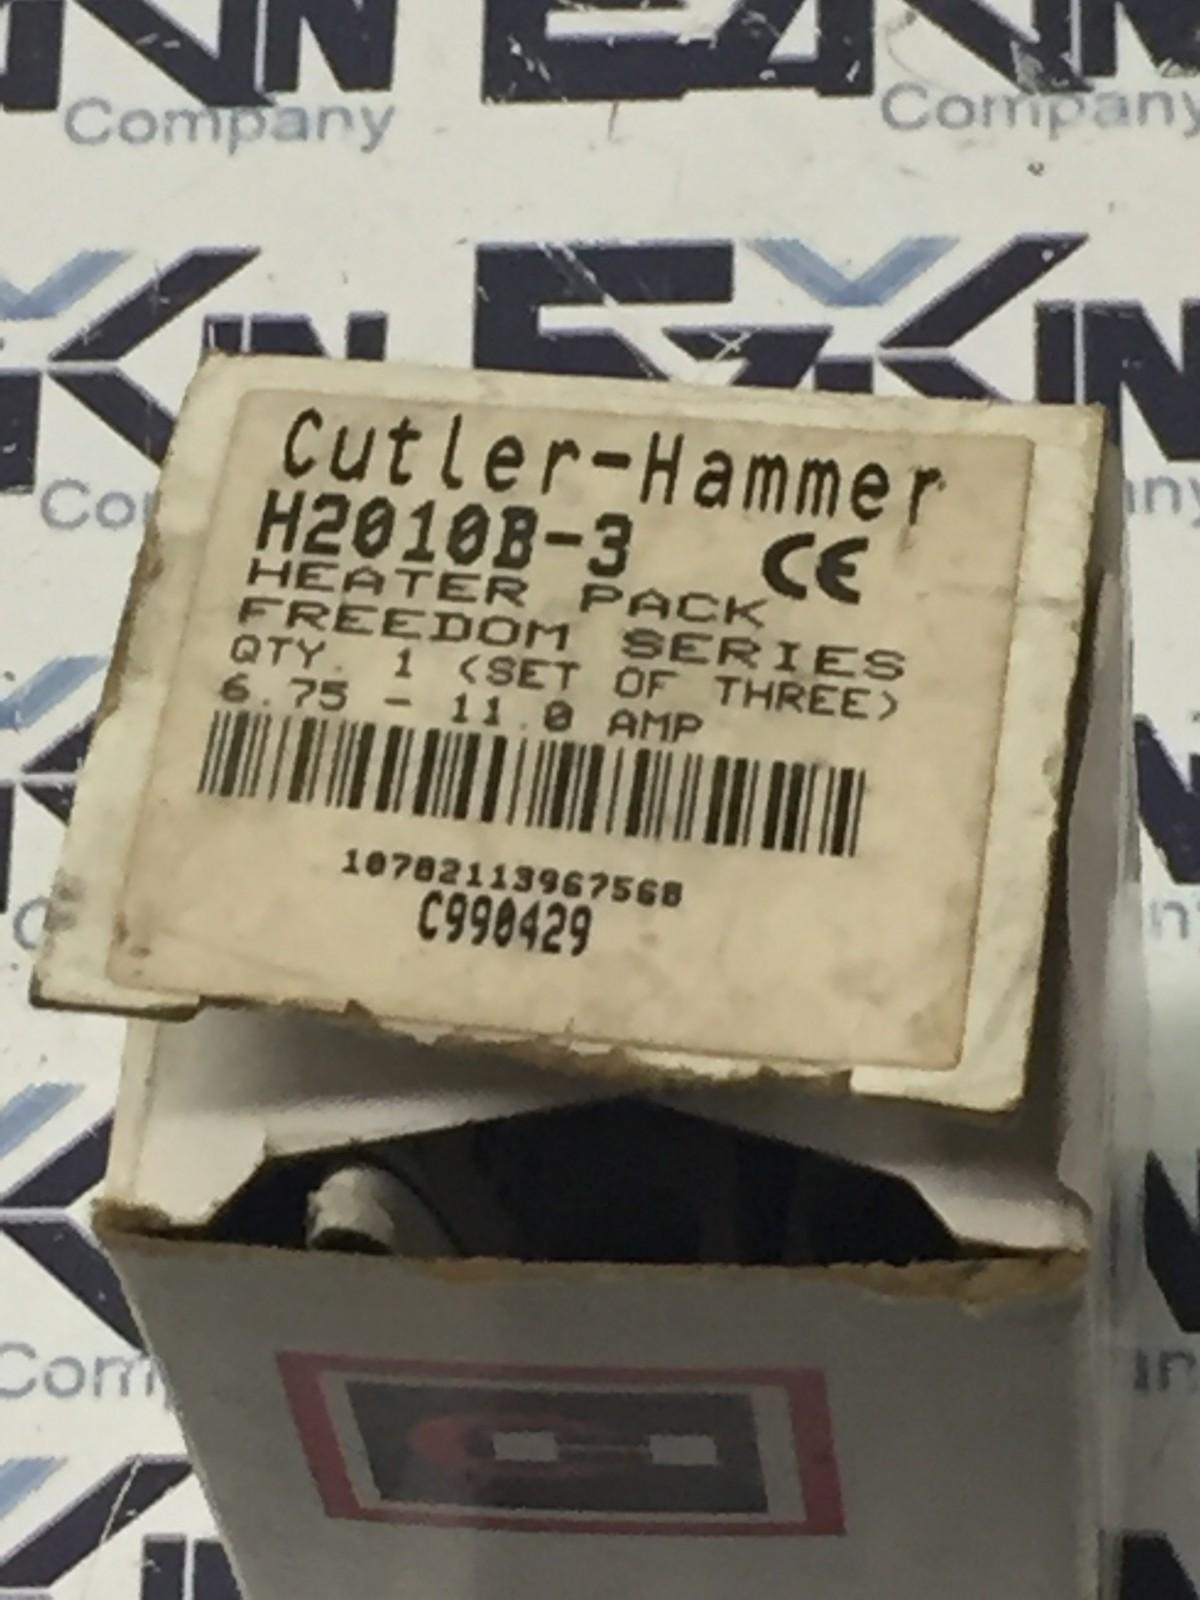 Company
Company
EXKIN
Cutler-Hammer
H2010B-3 CE
HEATER PACK
FREEDOM SERIES
QTY. 1 (SET OF THREE)
6.75 - 11.0 AMP
10782113967568
C990429